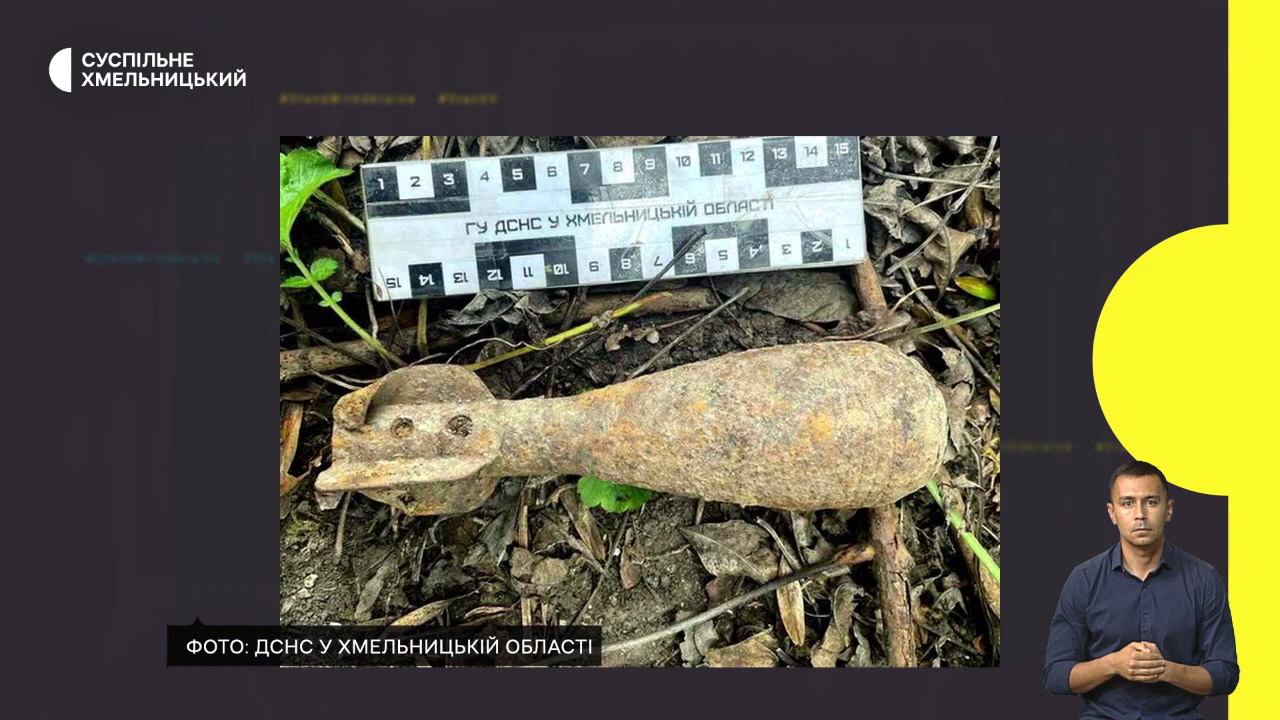 СУСПІЛЬНЕ
ХМЕЛЬНИЦЬКИЙ
1 2 3 4 5 6 7 8 9 10 11 12 13 14 15
ГУ ДСНС У ХМЕЛЬНИЦЬКІЙ ОБЛАСТІ
15 14 13 12 11 10 9 8 7 6 5 4 3 2 1
ФОТО: ДСНС У ХМЕЛЬНИЦЬКІЙ ОБЛАСТІ